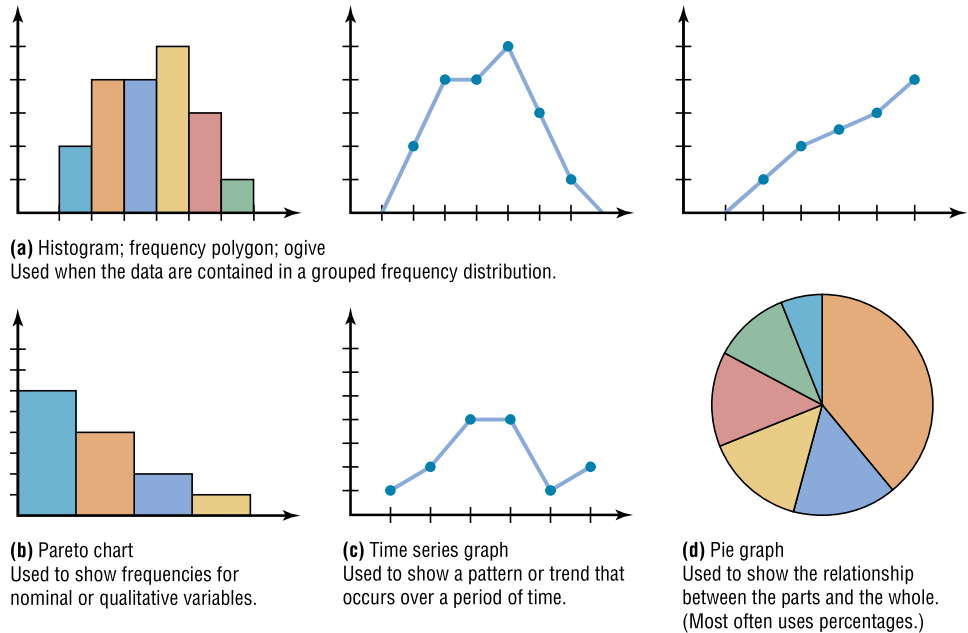 (a) Histogram; frequency polygon; ogive
Used when the data are contained in a grouped frequency distribution.
(b) Pareto chart
Used to show frequencies for
nominal or qualitative variables.
(c) Time series graph
Used to show a pattern or trend that
occurs over a period of time.
(d) Pie graph
Used to show the relationship
between the parts and the whole.
(Most often uses percentages.)